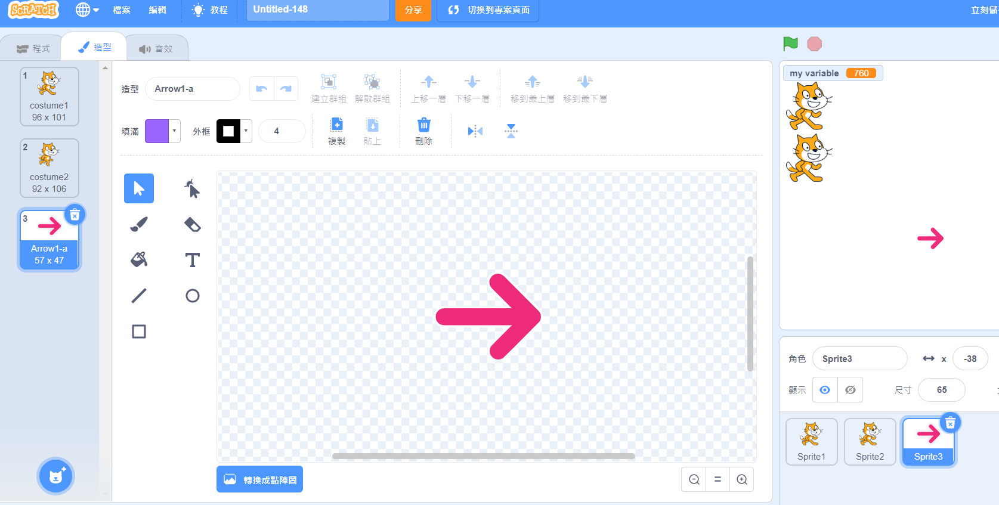 SCRATCH
檔案
編輯
教程
Untitled-148
分享
切換到專案頁面
立刻儲
程式
造型
音效
1
costume1
96 x 101
2
costume2
92 x 106
3
Arrow1-a
57 x 47
造型
Arrow1-a
建立群組
解散群組
上移一層
下移一層
移到最上層
移到最下層
填滿
外框
4
複製
貼上
刪除
轉換成點陣圖
my variable 760
角色
Sprite3
x
-38
顯示
尺寸
65
Sprite1
Sprite2
Sprite3